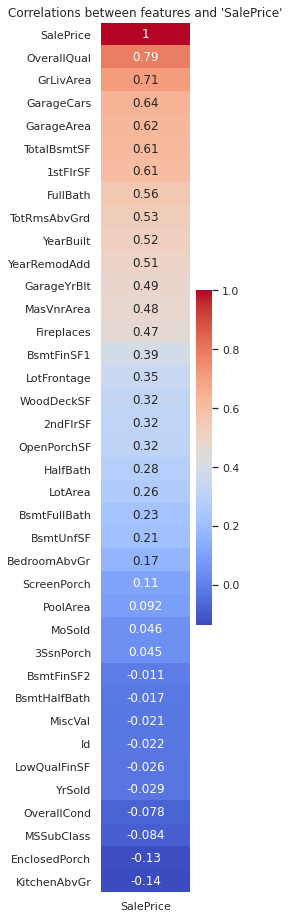 Correlations between features and 'SalePrice'
SalePrice 1
OverallQual 0.79
GrLivArea 0.71
GarageCars 0.64
GarageArea 0.62
TotalBsmtSF 0.61
1stFlrSF 0.61
FullBath 0.56
TotRmsAbvGrd 0.53
YearBuilt 0.52
YearRemodAdd 0.51
GarageYrBlt 0.49
MasVnrArea 0.48
Fireplaces 0.47
BsmtFinSF1 0.39
LotFrontage 0.35
WoodDeckSF 0.32
2ndFlrSF 0.32
OpenPorchSF 0.32
HalfBath 0.28
LotArea 0.26
BsmtFullBath 0.23
BsmtUnfSF 0.21
BedroomAbvGr 0.17
ScreenPorch 0.11
PoolArea 0.092
MoSold 0.046
3SsnPorch 0.045
BsmtFinSF2 -0.011
BsmtHalfBath -0.017
MiscVal -0.021
Id -0.022
LowQualFinSF -0.026
YrSold -0.029
OverallCond -0.078
MSSubClass -0.084
EnclosedPorch -0.13
KitchenAbvGr -0.14
SalePrice
1.0
0.8
0.6
0.4
0.2
0.0